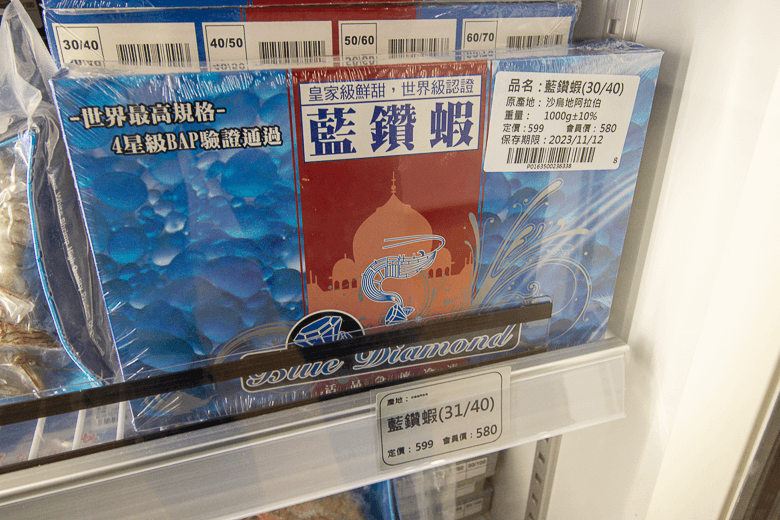 30/40
40/50
50/60
60/70
-世界最高規格-
4星級BAP驗證通過
皇家級鮮甜，世界級認證
藍鑽蝦
品名：藍鑽蝦(30/40)
原產地：沙烏地阿拉伯
重量： 1000g±10%
定價：599 會員價：580
保存期限：2023/11/12
P0163500236338
8
Blue Diamond
產地：
藍鑽蝦(31/40)
定價：599 會員價：580